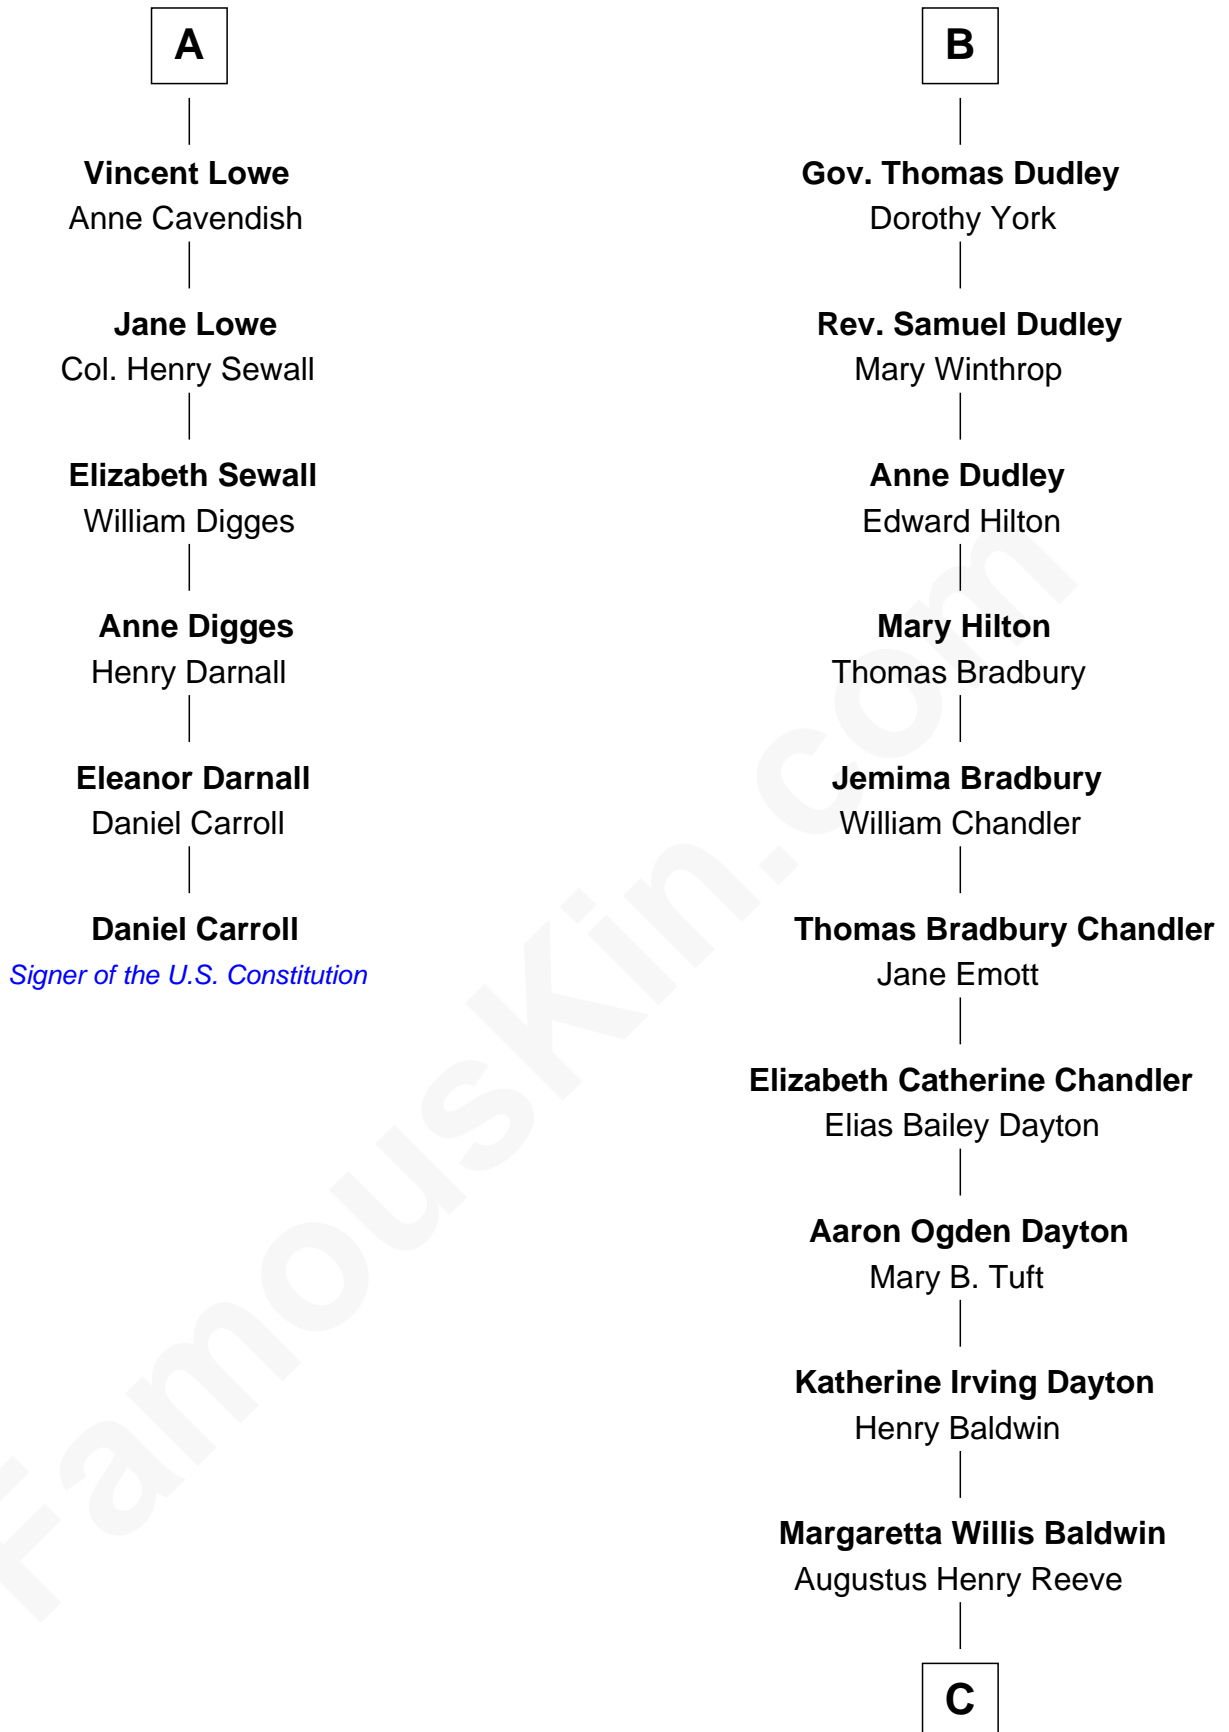 A
Vincent Lowe
Anne Cavendish
Jane Lowe
Col. Henry Sewall
Elizabeth Sewall
William Digges
Anne Digges
Henry Darnall
Eleanor Darnall
Daniel Carroll
Daniel Carroll
Signer of the U.S. Constitution
B
Gov. Thomas Dudley
Dorothy York
Rev. Samuel Dudley
Mary Winthrop
Anne Dudley
Edward Hilton
Mary Hilton
Thomas Bradbury
Jemima Bradbury
William Chandler
Thomas Bradbury Chandler
Jane Emott
Elizabeth Catherine Chandler
Elias Bailey Dayton
Aaron Ogden Dayton
Mary B. Tuft
Katherine Irving Dayton
Henry Baldwin
Margaretta Willis Baldwin
Augustus Henry Reeve
C
FamousKin.com